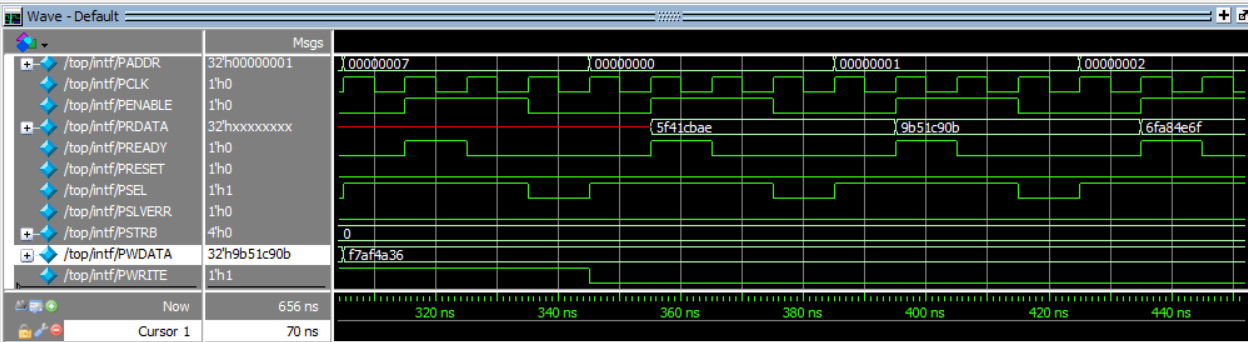 Wave - Default
Msgs
/top/intf/PADDR 32'h00000001 00000007 00000000 00000001 00000002
/top/intf/PCLK 1'h0
/top/intf/PENABLE 1'h0
/top/intf/PRDATA 32'hxxxxxxxx 5f41cbae 9b51c90b 6fa84e6f
/top/intf/PREADY 1'h0
/top/intf/PRESET 1'h0
/top/intf/PSEL 1'h1
/top/intf/PSLVERR 1'h0
/top/intf/PSTRB 4'h0 0
/top/intf/PWDATA 32'h9b51c90b f7af4a36
/top/intf/PWRITE 1'h1
Now 656 ns 320 ns 340 ns 360 ns 380 ns 400 ns 420 ns 440 ns
Cursor 1 70 ns